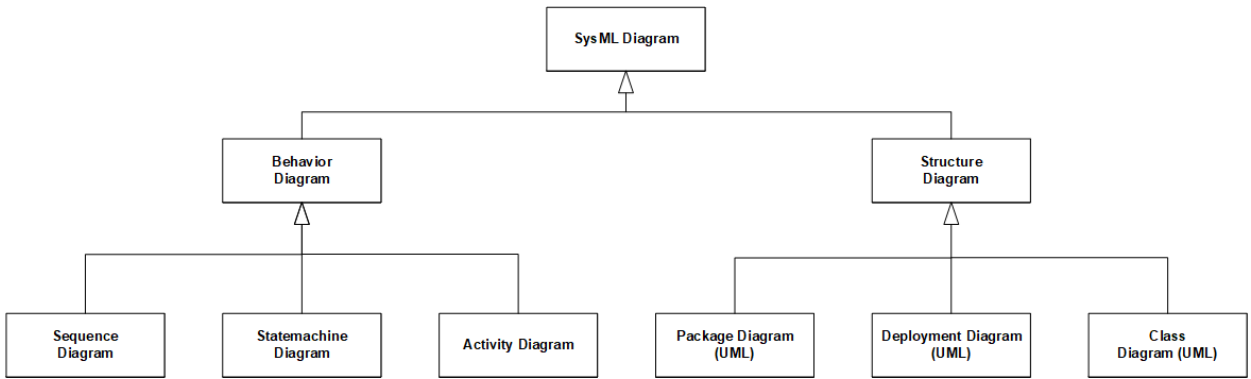 SysML Diagram
Behavior
Diagram
Structure
Diagram
Sequence
Diagram
Statemachine
Diagram
Activity Diagram
Package Diagram
(UML)
Deployment Diagram
(UML)
Class
Diagram (UML)